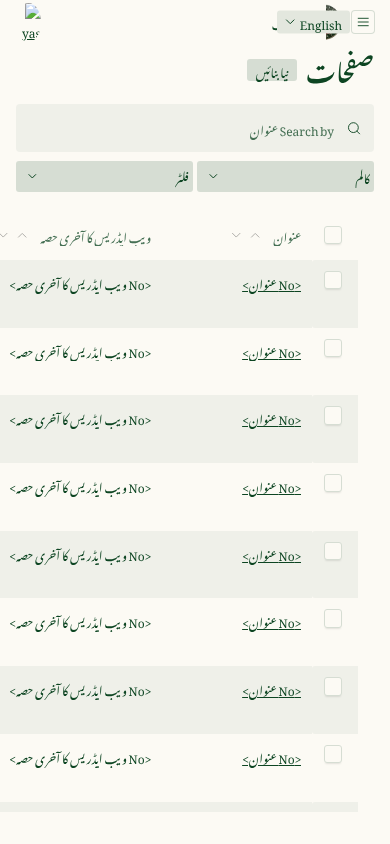 English
yas
صفحات
نیا بنائیں
Search by عنوان
کالم
فلٹر
عنوان
ویب ایڈریس کا آخری حصہ
<No عنوان>
<No ویب ایڈریس کا آخری حصہ>
<No عنوان>
<No ویب ایڈریس کا آخری حصہ>
<No عنوان>
<No ویب ایڈریس کا آخری حصہ>
<No عنوان>
<No ویب ایڈریس کا آخری حصہ>
<No عنوان>
<No ویب ایڈریس کا آخری حصہ>
<No عنوان>
<No ویب ایڈریس کا آخری حصہ>
<No عنوان>
<No ویب ایڈریس کا آخری حصہ>
<No عنوان>
<No ویب ایڈریس کا آخری حصہ>